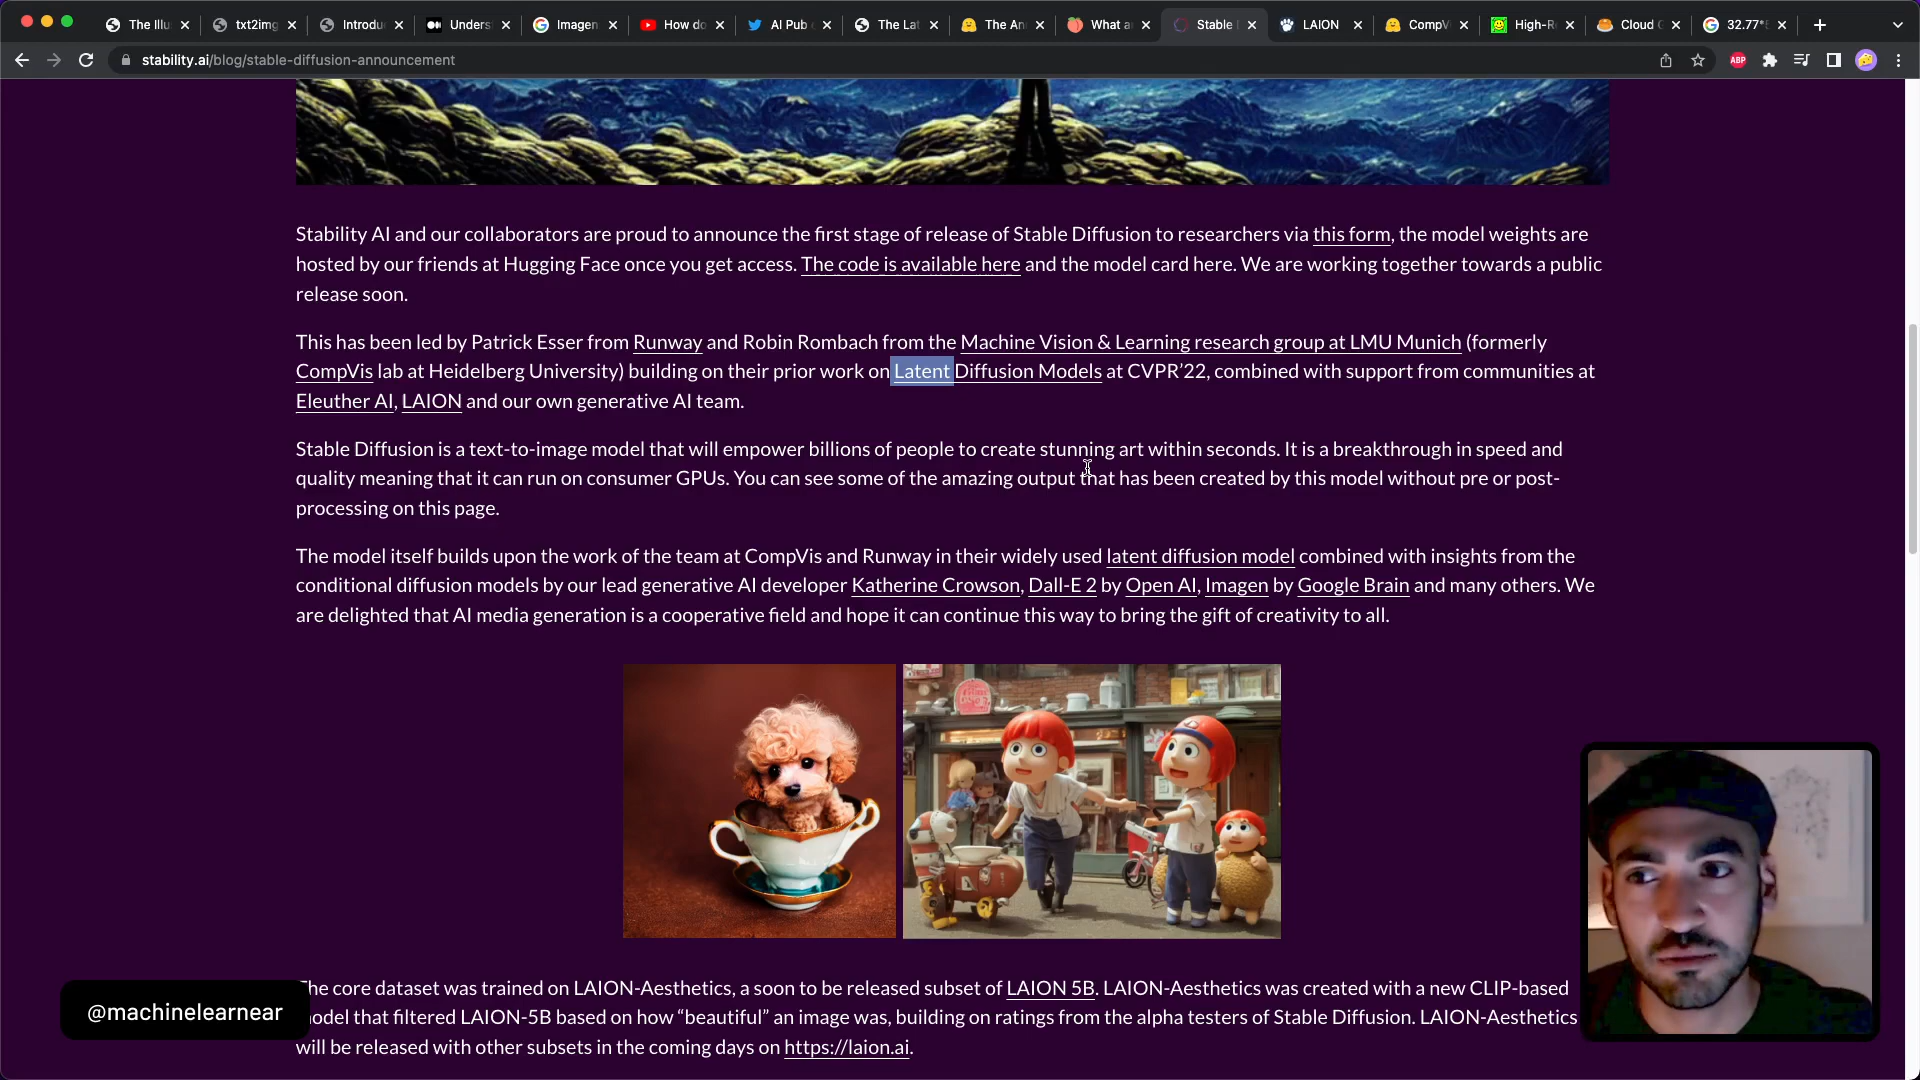 The Illu
txt2img
Introdu
Unders
Imagen
How do
AI Pub
The Lat
The An
What a
Stable
LAION
CompV
High-R
Cloud
32.77*
stability.ai/blog/stable-diffusion-announcement
ABP
Stability AI and our collaborators are proud to announce the first stage of release of Stable Diffusion to researchers via this form, the model weights are
hosted by our friends at Hugging Face once you get access. The code is available here and the model card here. We are working together towards a public
release soon.
This has been led by Patrick Esser from Runway and Robin Rombach from the Machine Vision & Learning research group at LMU Munich (formerly
CompVis lab at Heidelberg University) building on their prior work on Latent Diffusion Models at CVPR’22, combined with support from communities at
Eleuther AI, LAION and our own generative AI team.
Stable Diffusion is a text-to-image model that will empower billions of people to create stunning art within seconds. It is a breakthrough in speed and
quality meaning that it can run on consumer GPUs. You can see some of the amazing output that has been created by this model without pre or post-
processing on this page.
The model itself builds upon the work of the team at CompVis and Runway in their widely used latent diffusion model combined with insights from the
conditional diffusion models by our lead generative AI developer Katherine Crowson, Dall-E 2 by Open AI, Imagen by Google Brain and many others. We
are delighted that AI media generation is a cooperative field and hope it can continue this way to bring the gift of creativity to all.
The core dataset was trained on LAION-Aesthetics, a soon to be released subset of LAION 5B. LAION-Aesthetics was created with a new CLIP-based
model that filtered LAION-5B based on how “beautiful” an image was, building on ratings from the alpha testers of Stable Diffusion. LAION-Aesthetics
will be released with other subsets in the coming days on https://laion.ai.
@machinelearnear